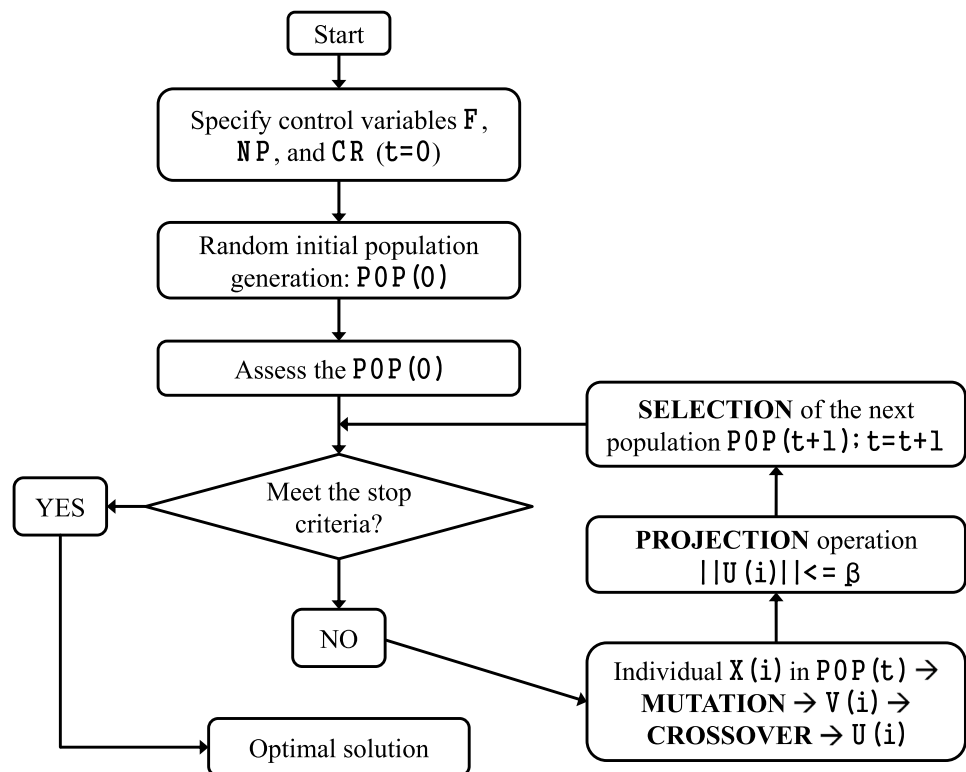 Start
Specify control variables F,
NP, and CR (t=0)
Random initial population
generation: POP(0)
Assess the POP(0)
SELECTION of the next
population POP(t+1); t=t+1
Meet the stop
criteria?
YES
PROJECTION operation
||U(i)||<= β
NO
Individual X(i) in POP(t) →
MUTATION → V(i) →
CROSSOVER → U(i)
Optimal solution